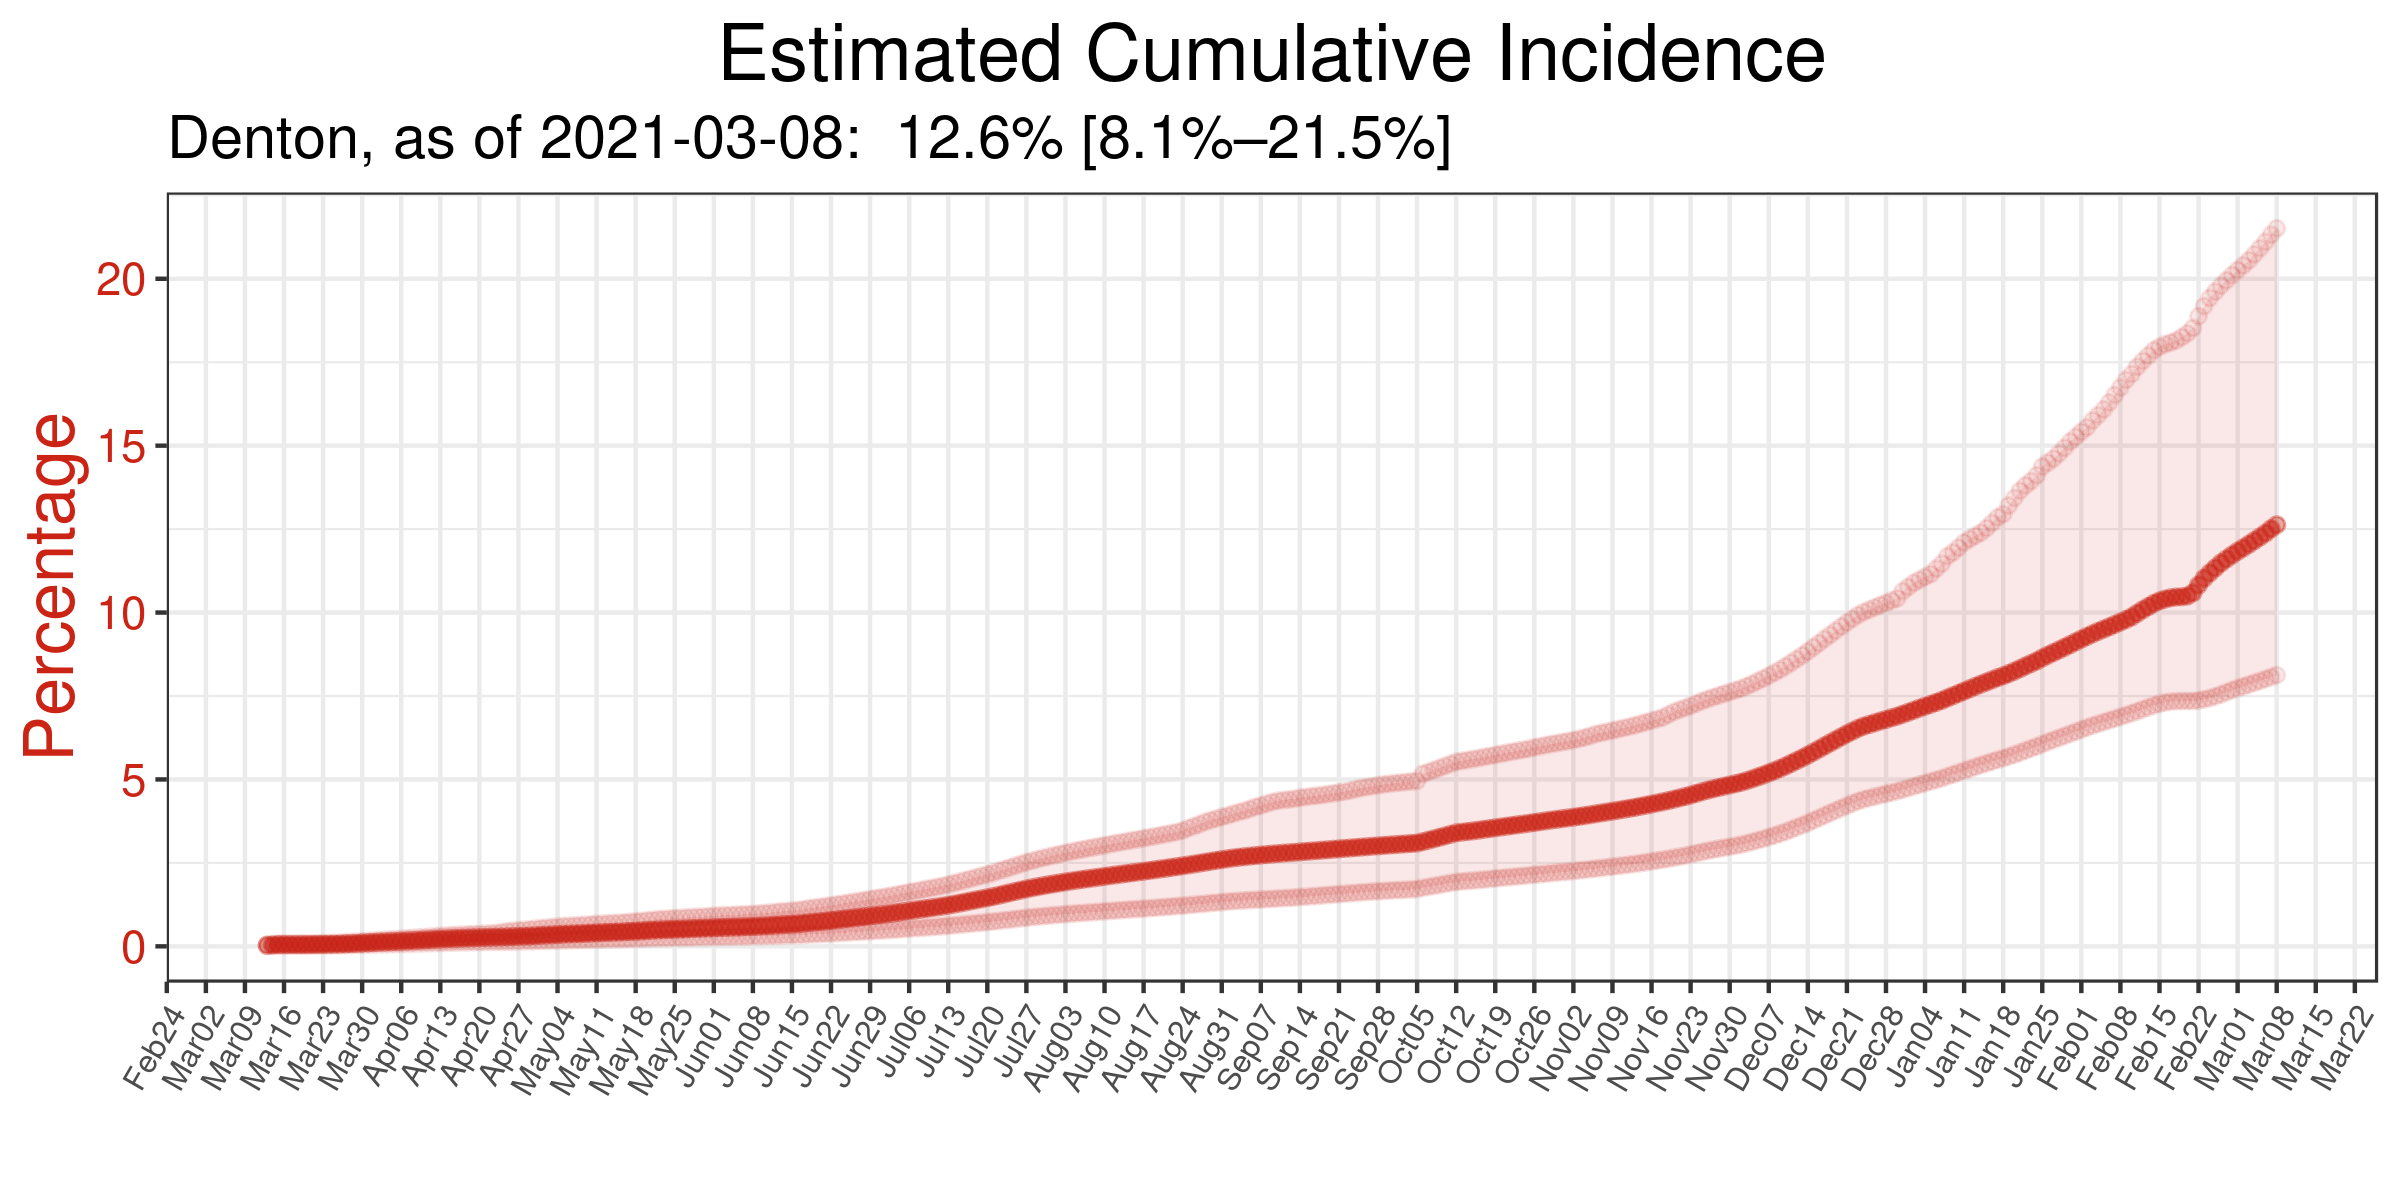 Estimated Cumulative Incidence
Denton, as of 2021-03-08:  12.6% [8.1%–21.5%]
Percentage
20
15
10
5
0
Feb24
Mar02
Mar09
Mar16
Mar23
Mar30
Apr06
Apr13
Apr20
Apr27
May04
May11
May18
May25
Jun01
Jun08
Jun15
Jun22
Jun29
Jul06
Jul13
Jul20
Jul27
Aug03
Aug10
Aug17
Aug24
Aug31
Sep07
Sep14
Sep21
Sep28
Oct05
Oct12
Oct19
Oct26
Nov02
Nov09
Nov16
Nov23
Nov30
Dec07
Dec14
Dec21
Dec28
Jan04
Jan11
Jan18
Jan25
Feb01
Feb08
Feb15
Feb22
Mar01
Mar08
Mar15
Mar22